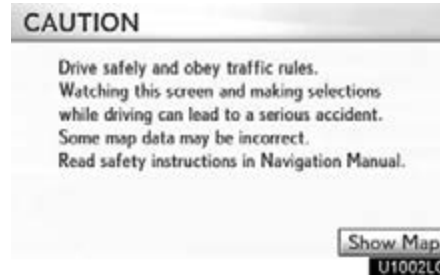 CAUTION
Drive safely and obey traffic rules.
Watching this screen and making selections
while driving can lead to a serious accident.
Some map data may be incorrect.
Read safety instructions in Navigation Manual.
Show Map
U1002L